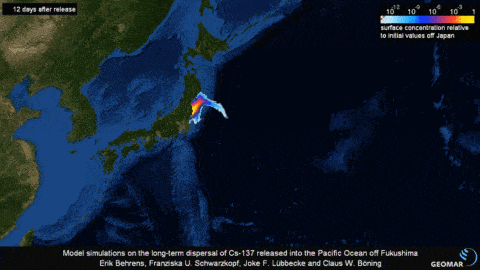 12 days after release
10⁻¹² 10⁻⁹ 10⁻⁶ 10⁻³ 1
surface concentration relative
to initial values off Japan
Model simulations on the long-term dispersal of Cs-137 released into the Pacific Ocean off Fukushima
Erik Behrens, Franziska U. Schwarzkopf, Joke F. Lübbecke and Claus W. Böning
GEOMAR